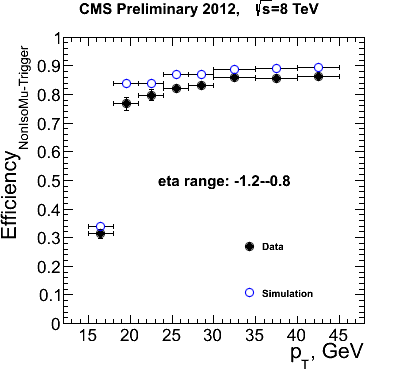 CMS Preliminary 2012, √s=8 TeV
Efficiency NonIsoMu-Trigger
1
0.9
0.8
0.7
0.6
0.5
0.4
0.3
0.2
0.1
0
eta range: -1.2--0.8
Data
Simulation
15 20 25 30 35 40 45
p_T, GeV